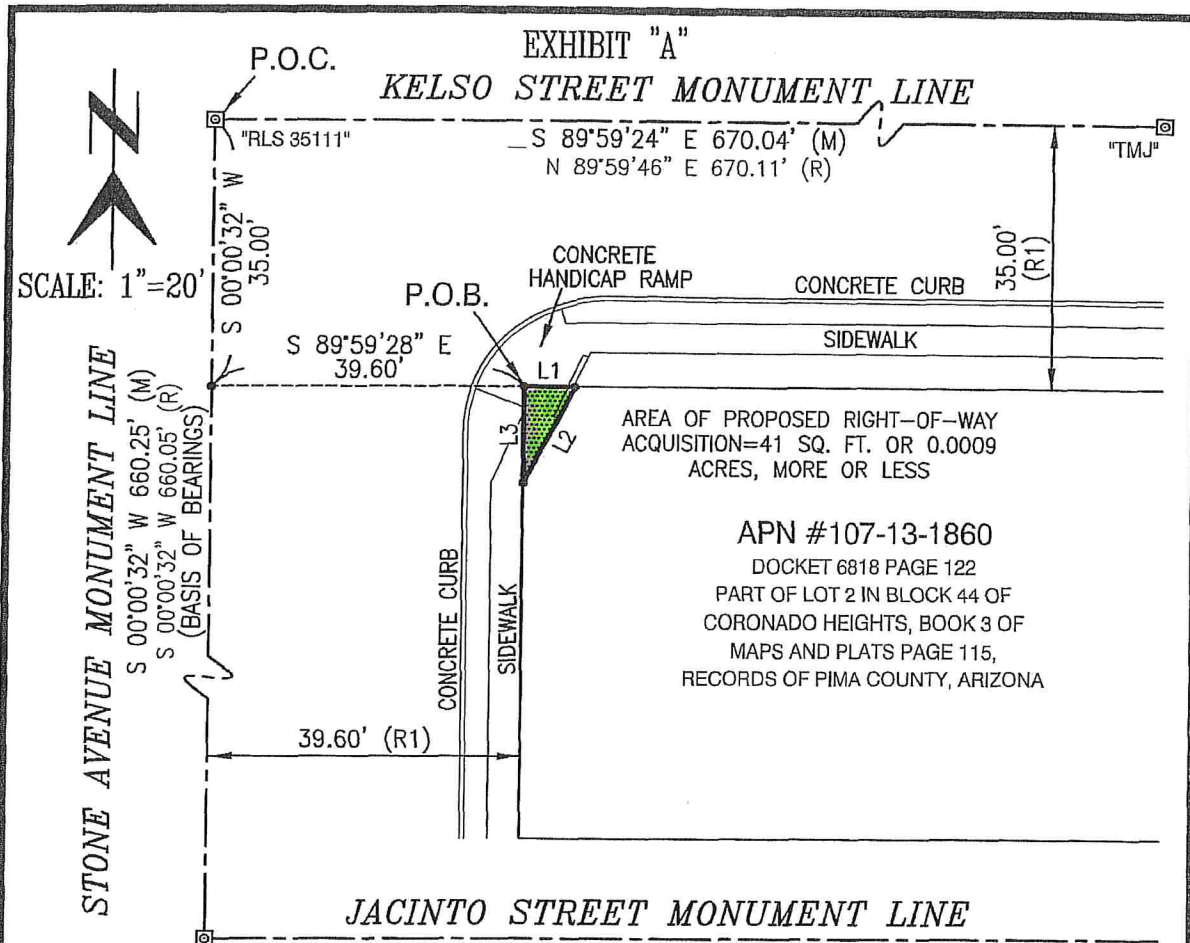 EXHIBIT "A"
P.O.C.
KELSO STREET MONUMENT LINE
N
"RLS 35111"
S 89°59'24" E 670.04' (M)
N 89°59'46" E 670.11' (R)
"TMJ"
S 00°00'32" W
35.00'
35.00'
(R1)
SCALE: 1"=20'
CONCRETE
HANDICAP RAMP
CONCRETE CURB
P.O.B.
SIDEWALK
S 89°59'28" E
39.60'
L1
L2
L3
AREA OF PROPOSED RIGHT-OF-WAY
ACQUISITION=41 SQ. FT. OR 0.0009
ACRES, MORE OR LESS
STONE AVENUE MONUMENT LINE
S 00°00'32" W 660.25' (M)
S 00°00'32" W 660.05' (R)
(BASIS OF BEARINGS)
CONCRETE CURB
SIDEWALK
APN #107-13-1860
DOCKET 6818 PAGE 122
PART OF LOT 2 IN BLOCK 44 OF
CORONADO HEIGHTS, BOOK 3 OF
MAPS AND PLATS PAGE 115,
RECORDS OF PIMA COUNTY, ARIZONA
39.60' (R1)
JACINTO STREET MONUMENT LINE